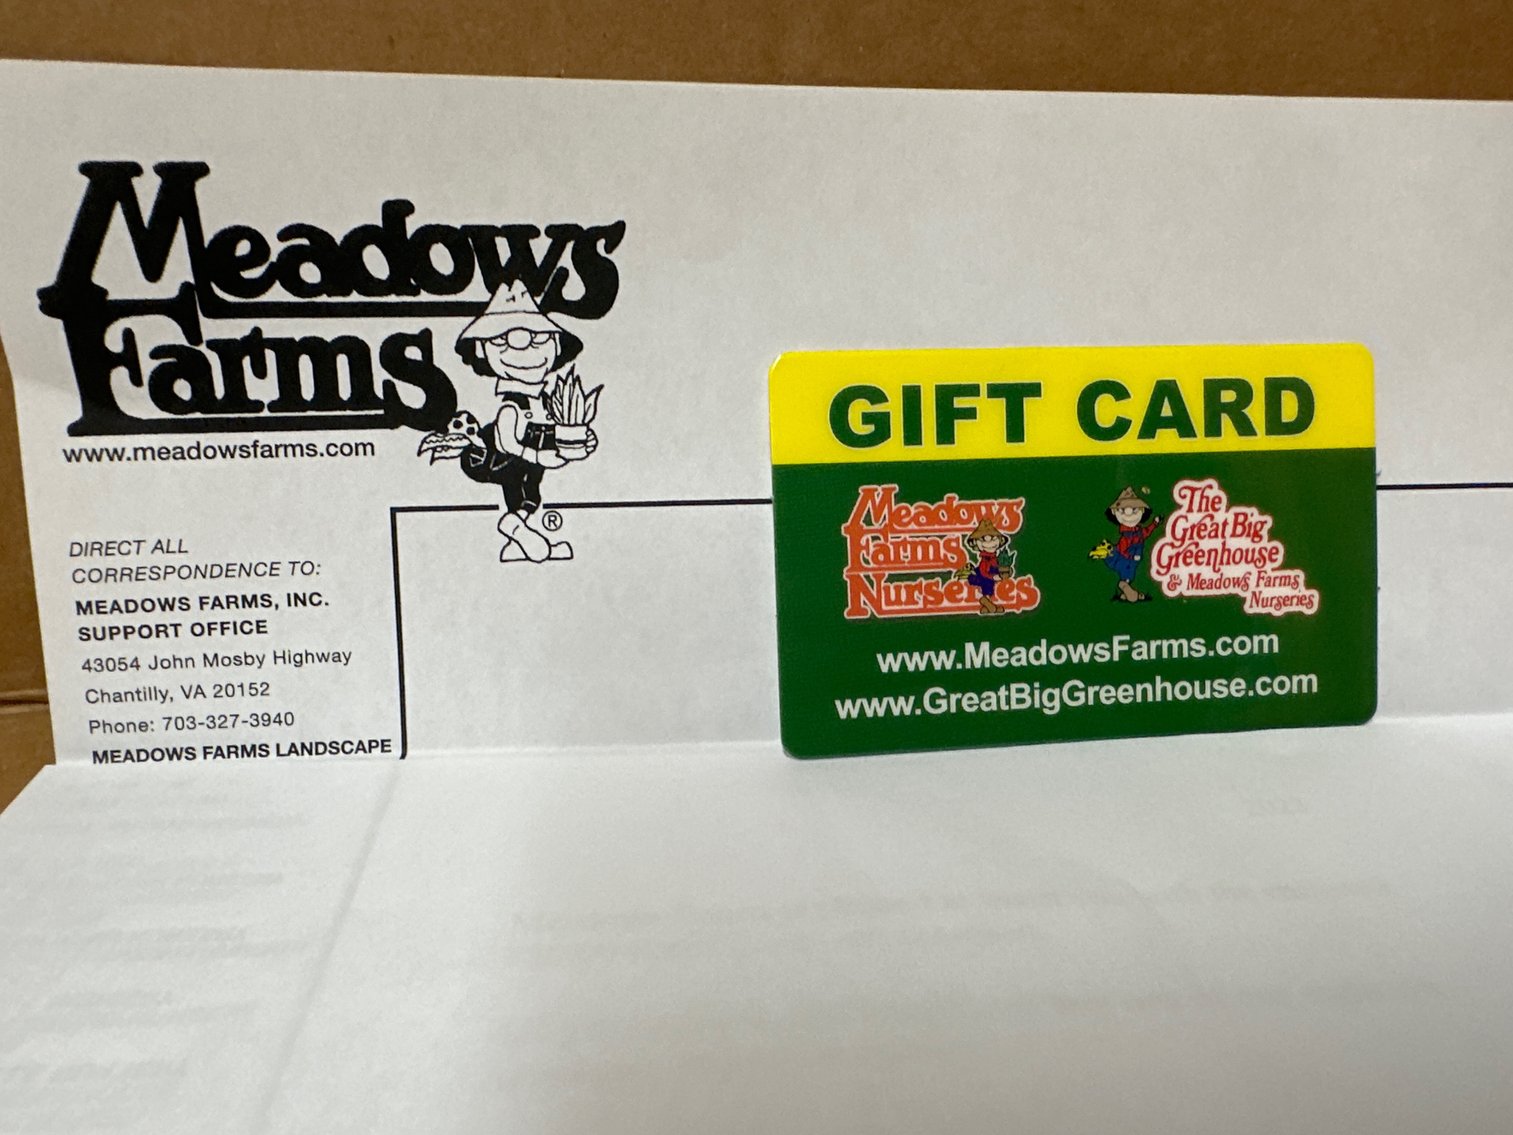 Meadows
Farms
www.meadowsfarms.com
®
DIRECT ALL
CORRESPONDENCE TO:
MEADOWS FARMS, INC.
SUPPORT OFFICE
43054 John Mosby Highway
Chantilly, VA 20152
Phone: 703-327-3940
MEADOWS FARMS LANDSCAPE
GIFT CARD
Meadows
Farms
Nurseries
The
Great Big
Greenhouse
& Meadows Farms
Nurseries
www.MeadowsFarms.com
www.GreatBigGreenhouse.com